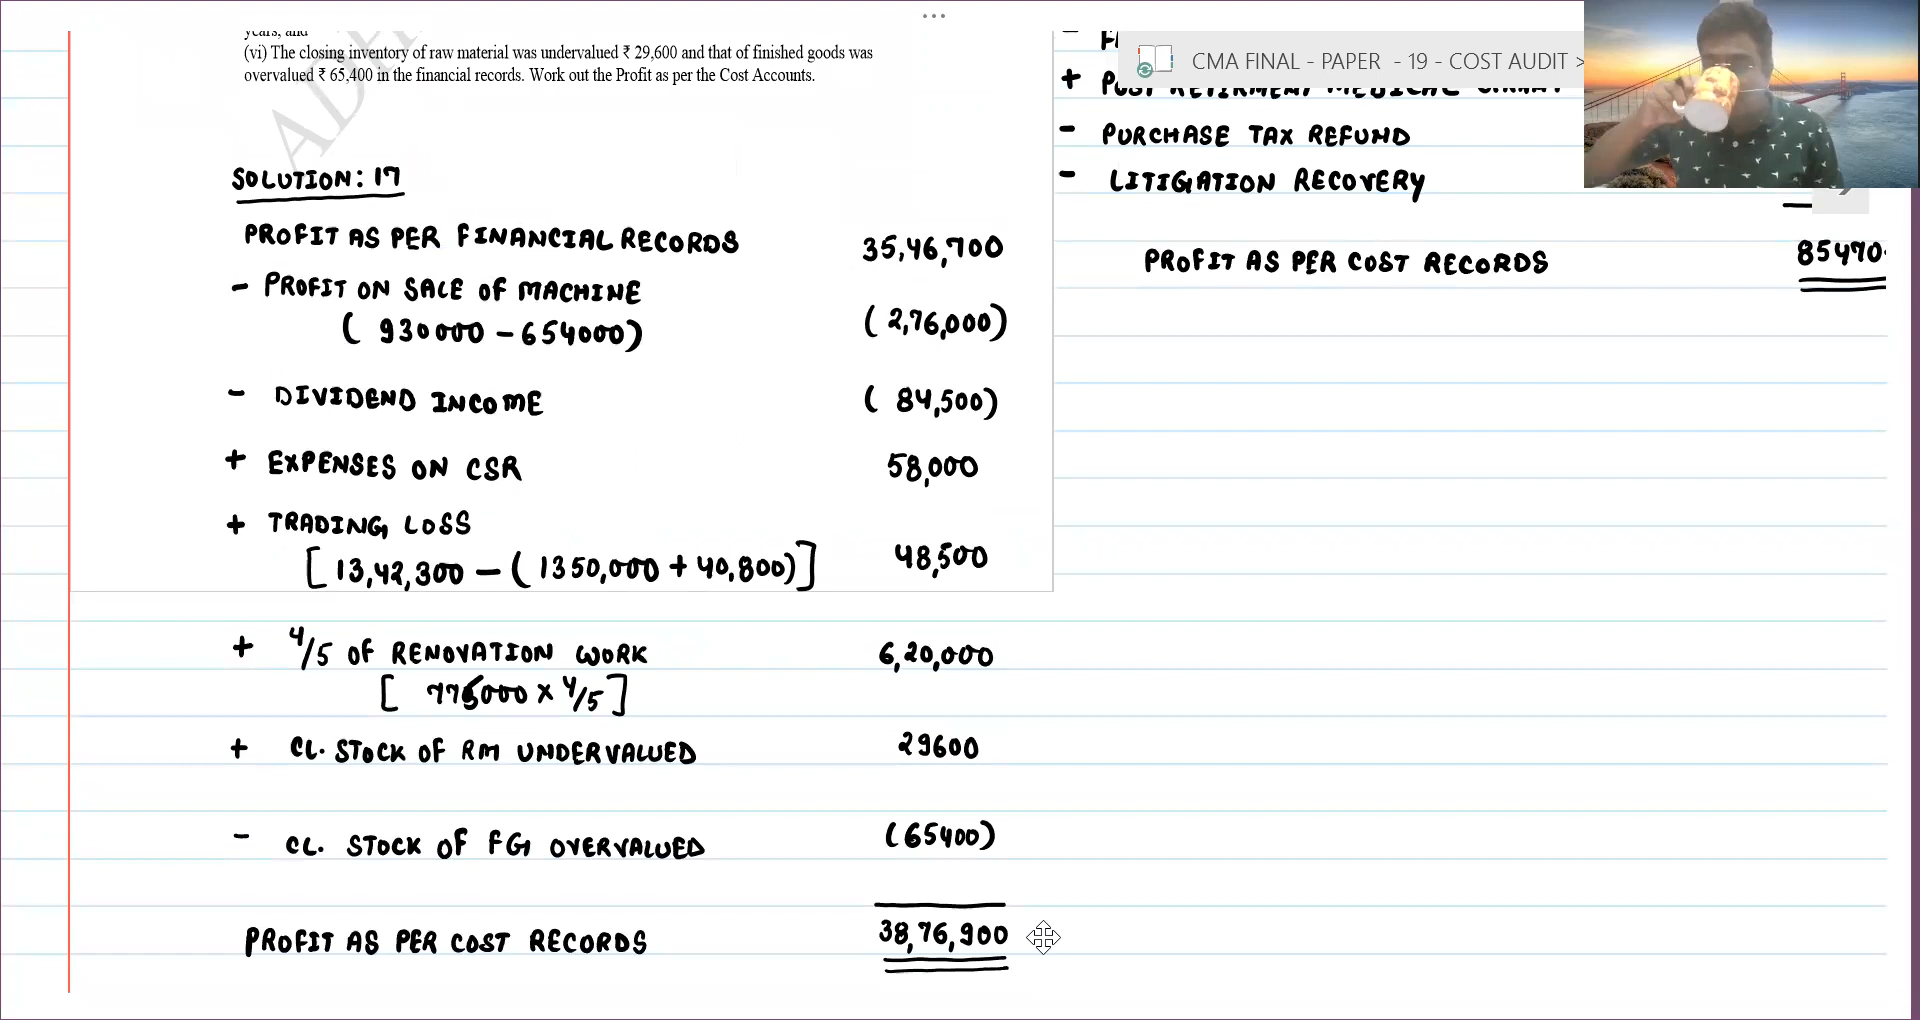 years, and
(vi) The closing inventory of raw material was undervalued ₹ 29,600 and that of finished goods was
overvalued ₹ 65,400 in the financial records. Work out the Profit as per the Cost Accounts.
SOLUTION: 17
PROFIT AS PER FINANCIAL RECORDS 35,46,700
- PROFIT ON SALE OF MACHINE
( 930000 - 654000) (2,76,000)
- DIVIDEND INCOME ( 84,500)
+ EXPENSES ON CSR 58,000
+ TRADING LOSS
[13,42,300 - (1350,000 + 40,800)] 48,500
+ 4/5 OF RENOVATION WORK 6,20,000
[ 775000 x 4/5 ]
+ CL. STOCK OF RM UNDERVALUED 29600
- CL. STOCK OF FG OVERVALUED (65400)
PROFIT AS PER COST RECORDS 38,76,900
CMA FINAL - PAPER - 19 - COST AUDIT >
+ POST RETIRMENT MEDICAL
- PURCHASE TAX REFUND
- LITIGATION RECOVERY
PROFIT AS PER COST RECORDS 85470